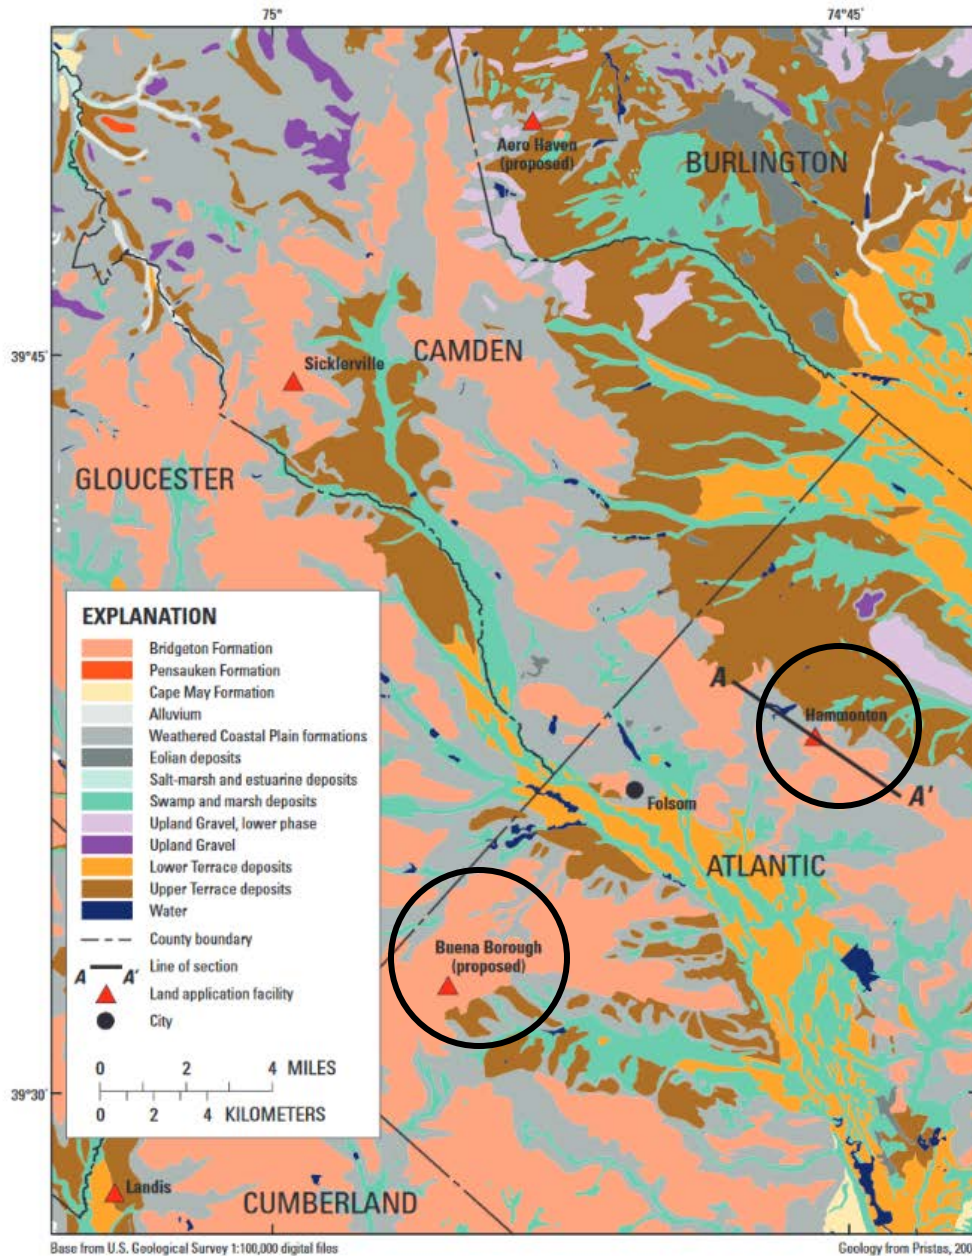 75°
74°45'
Aero Haven
(proposed)
BURLINGTON
39°45'
CAMDEN
Sicklerville
GLOUCESTER
A
Hammonton
A'
Folsom
ATLANTIC
Buena Borough
(proposed)
EXPLANATION
Bridgeton Formation
Pensauken Formation
Cape May Formation
Alluvium
Weathered Coastal Plain formations
Eolian deposits
Salt-marsh and estuarine deposits
Swamp and marsh deposits
Upland Gravel, lower phase
Upland Gravel
Lower Terrace deposits
Upper Terrace deposits
Water
County boundary
A A' Line of section
Land application facility
City
0 2 4 MILES
0 2 4 KILOMETERS
39°30'
Landis
CUMBERLAND
Base from U.S. Geological Survey 1:100,000 digital files
Geology from Pristas, 200